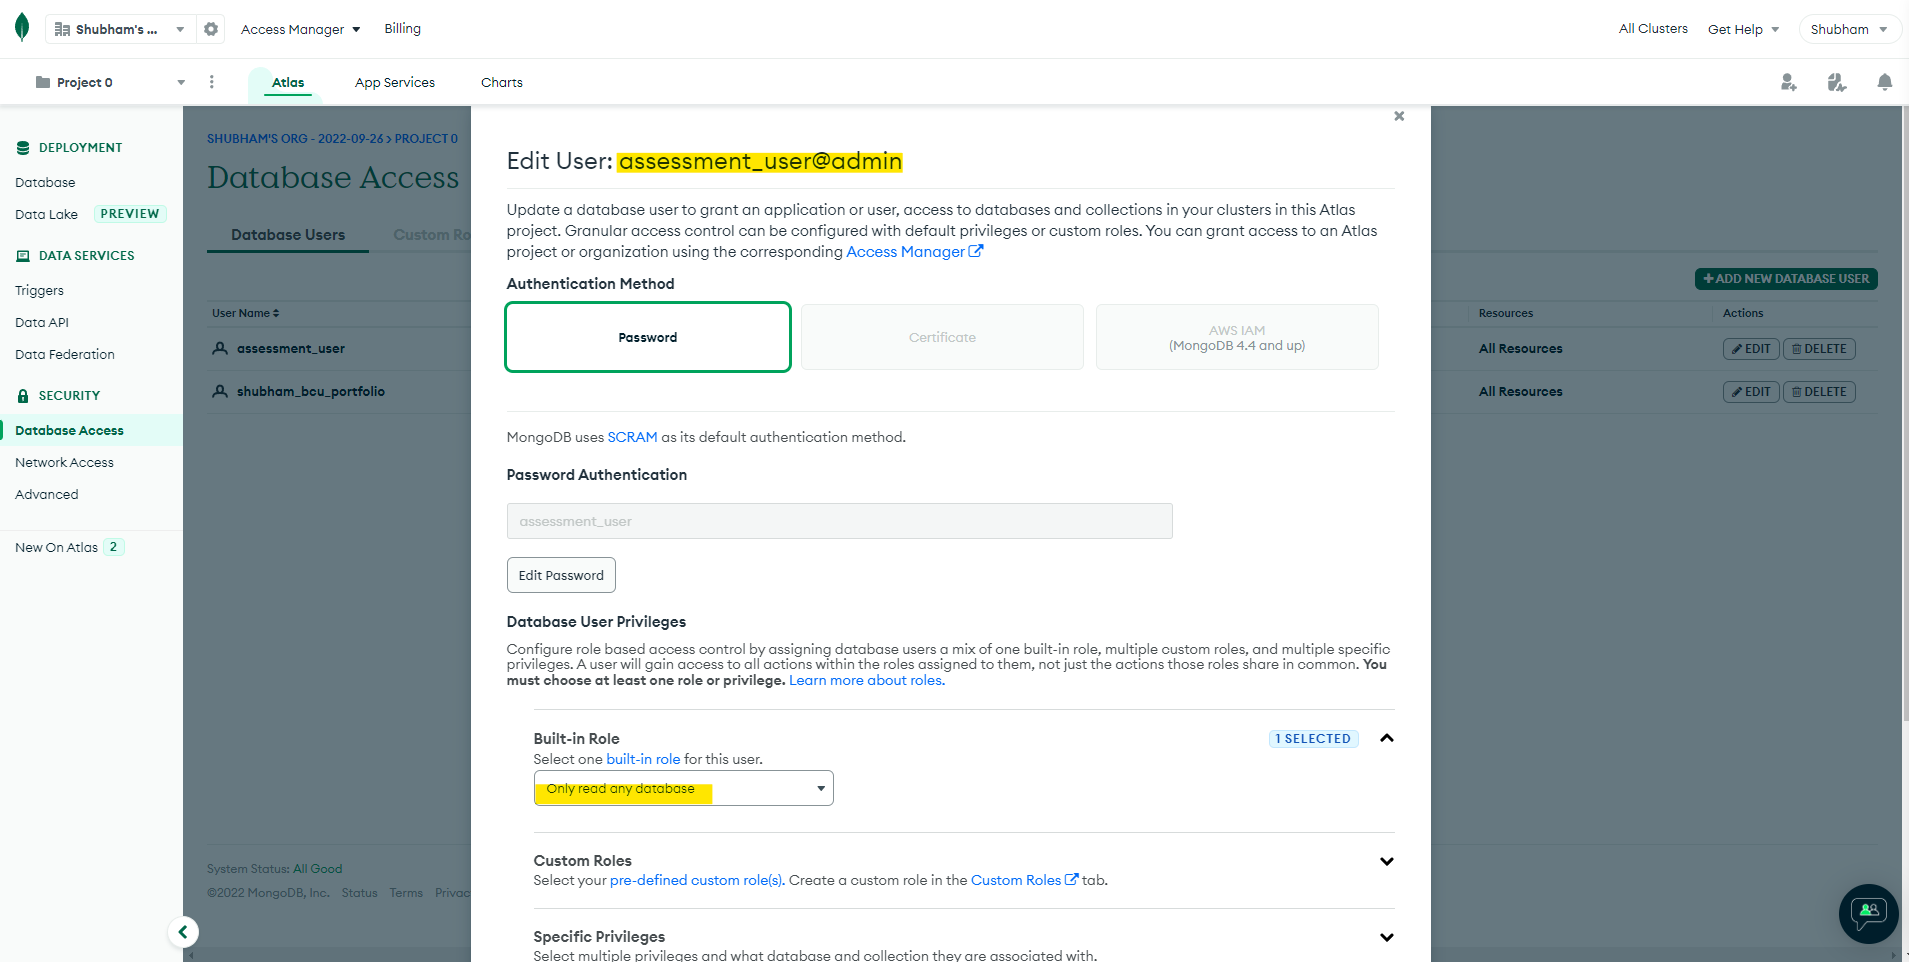 Shubham's ...
Access Manager
Billing
All Clusters
Get Help
Shubham
Project 0
Atlas
App Services
Charts
DEPLOYMENT
Database
Data Lake
PREVIEW
DATA SERVICES
Triggers
Data API
Data Federation
SECURITY
Database Access
Network Access
Advanced
New On Atlas 2
SHUBHAM'S ORG - 2022-09-26 > PROJECT 0
Database Access
Database Users
Custom Ro
User Name
assessment_user
shubham_bcu_portfolio
System Status: All Good
©2022 MongoDB, Inc. Status Terms Privac
Edit User: assessment_user@admin
Update a database user to grant an application or user, access to databases and collections in your clusters in this Atlas
project. Granular access control can be configured with default privileges or custom roles. You can grant access to an Atlas
project or organization using the corresponding Access Manager
Authentication Method
Password
Certificate
AWS IAM
(MongoDB 4.4 and up)
MongoDB uses SCRAM as its default authentication method.
Password Authentication
assessment_user
Edit Password
Database User Privileges
Configure role based access control by assigning database users a mix of one built-in role, multiple custom roles, and multiple specific
privileges. A user will gain access to all actions within the roles assigned to them, not just the actions those roles share in common. You
must choose at least one role or privilege. Learn more about roles.
Built-in Role
1 SELECTED
Select one built-in role for this user.
Only read any database
Custom Roles
Select your pre-defined custom role(s). Create a custom role in the Custom Roles tab.
Specific Privileges
Select multiple privileges and what database and collection they are associated with.
+ADD NEW DATABASE USER
Resources
Actions
All Resources
EDIT
DELETE
All Resources
EDIT
DELETE